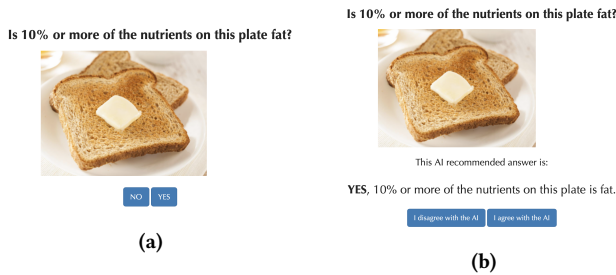 Is 10% or more of the nutrients on this plate fat?
NO YES
(a)
Is 10% or more of the nutrients on this plate fat?
This AI recommended answer is:
YES, 10% or more of the nutrients on this plate is fat.
I disagree with the AI I agree with the AI
(b)